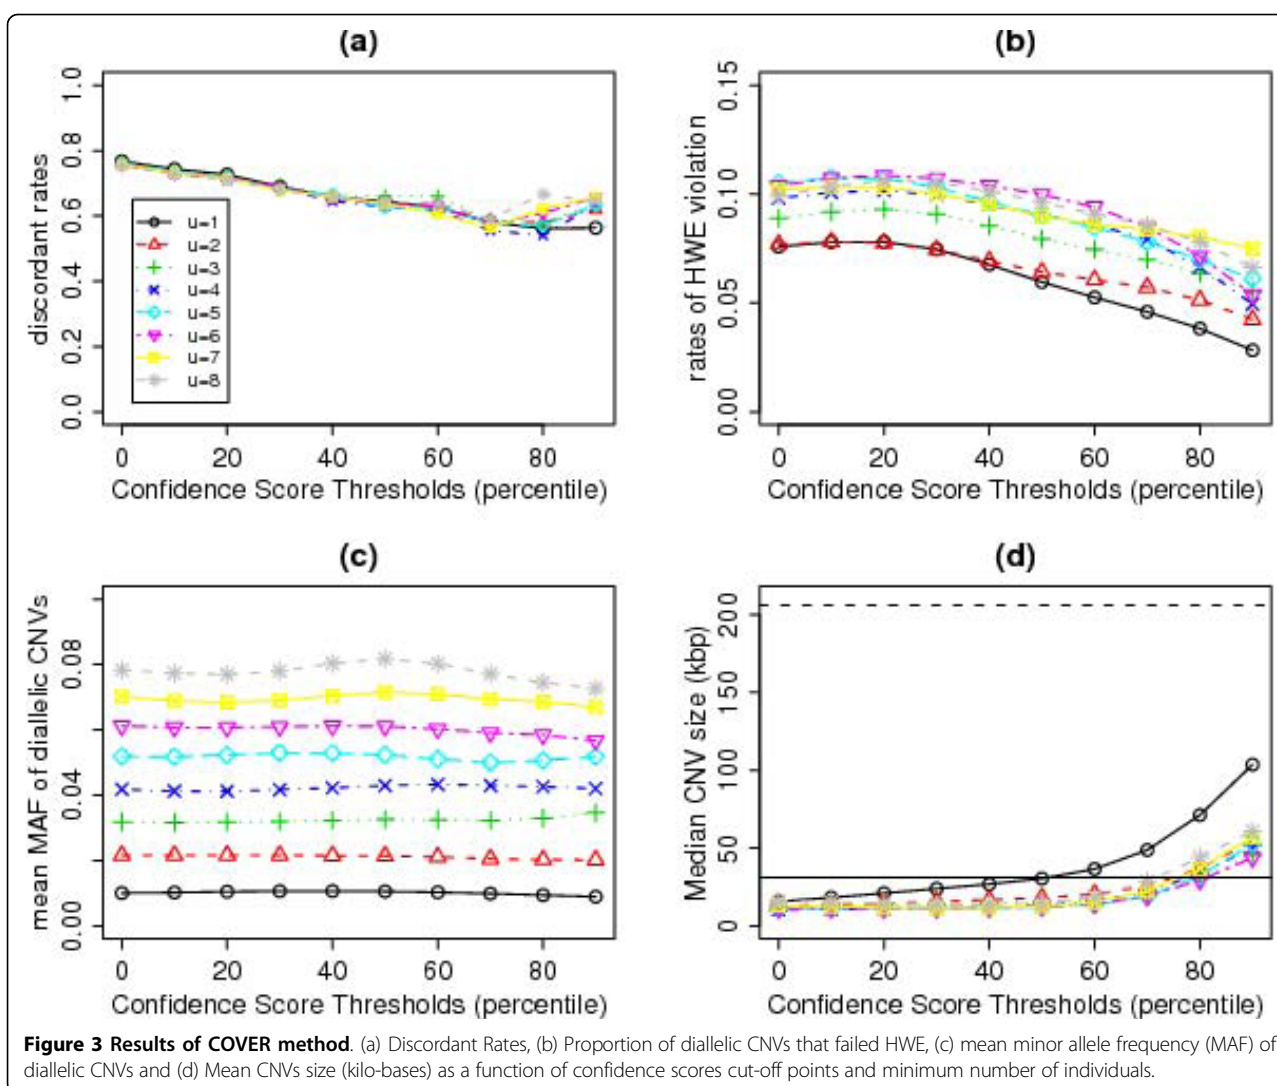 (a)
discordant rates
1.0
0.8
0.6
0.4
0.2
0.0
u=1
u=2
u=3
u=4
u=5
u=6
u=7
u=8
0 20 40 60 80
Confidence Score Thresholds (percentile)
(b)
rates of HWE violation
0.15
0.10
0.05
0.00
0 20 40 60 80
Confidence Score Thresholds (percentile)
(c)
mean MAF of diallelic CNVs
0.08
0.04
0.00
0 20 40 60 80
Confidence Score Thresholds (percentile)
(d)
Median CNV size (kbp)
200
150
100
50
0
0 20 40 60 80
Confidence Score Thresholds (percentile)
Figure 3 Results of COVER method. (a) Discordant Rates, (b) Proportion of diallelic CNVs that failed HWE, (c) mean minor allele frequency (MAF) of
diallelic CNVs and (d) Mean CNVs size (kilo-bases) as a function of confidence scores cut-off points and minimum number of individuals.